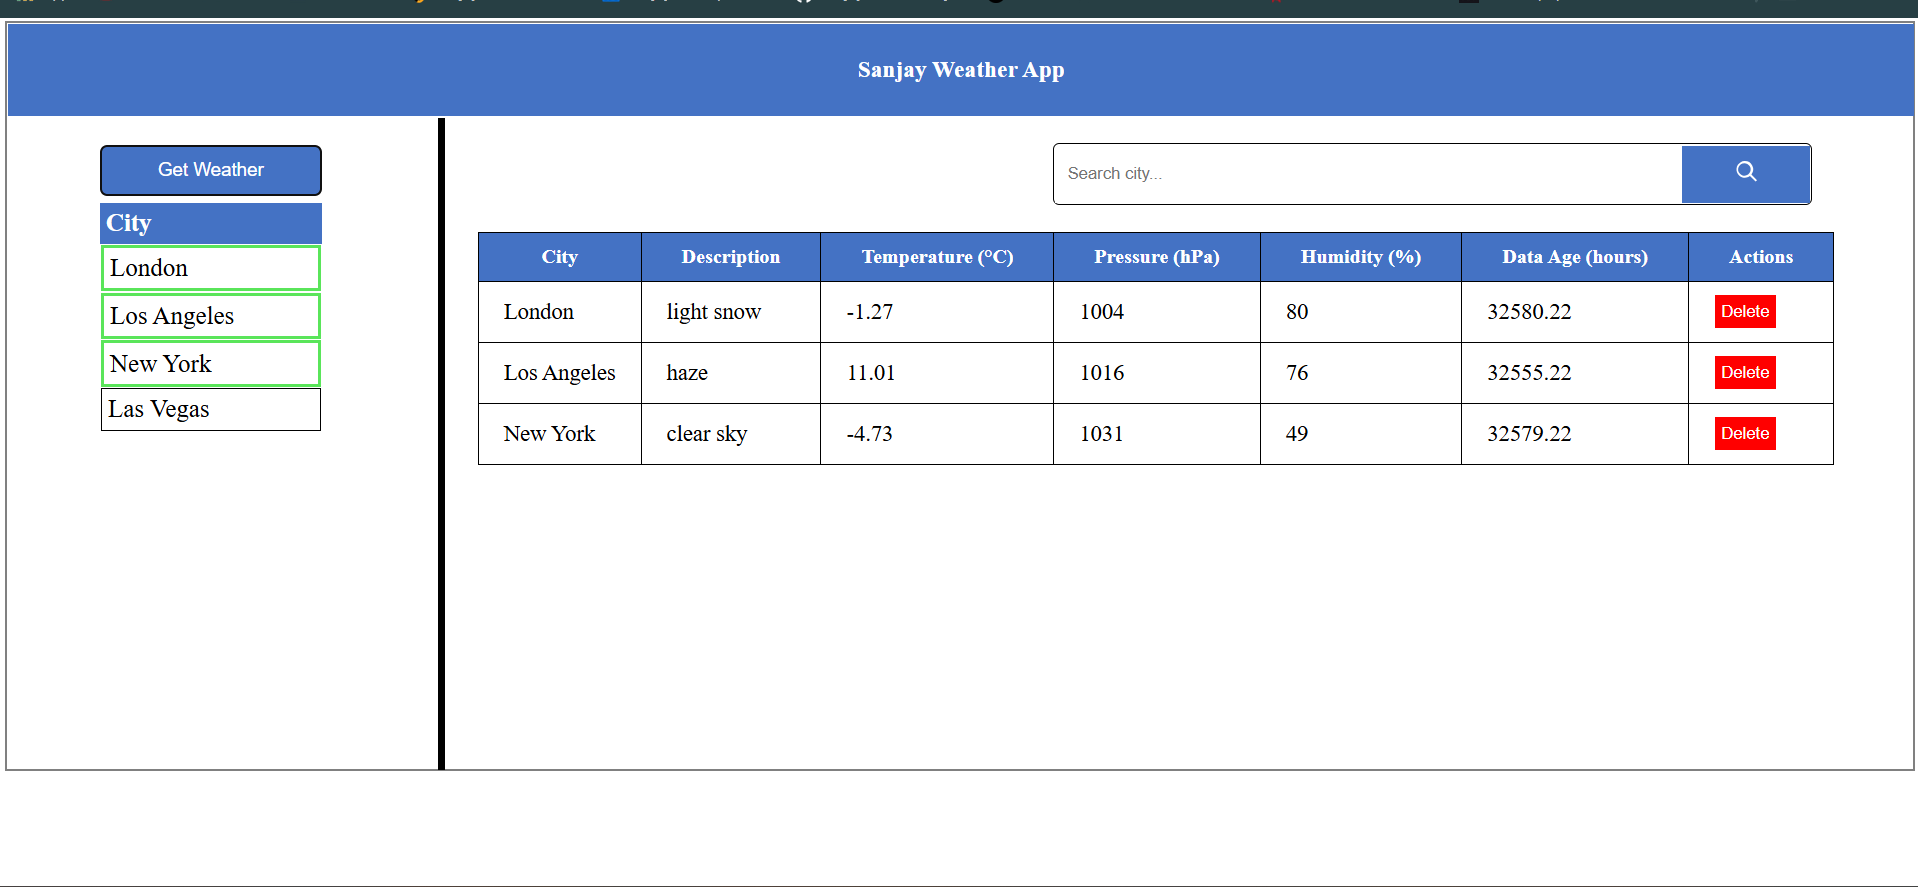 Sanjay Weather App
Get Weather
City
London
Los Angeles
New York
Las Vegas
Search city...
City Description Temperature (°C) Pressure (hPa) Humidity (%) Data Age (hours) Actions
London light snow -1.27 1004 80 32580.22 Delete
Los Angeles haze 11.01 1016 76 32555.22 Delete
New York clear sky -4.73 1031 49 32579.22 Delete